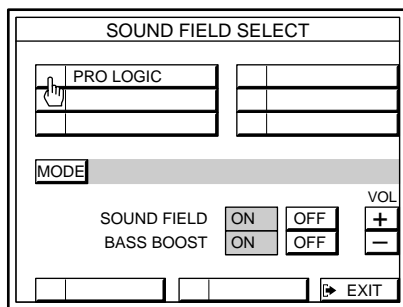 SOUND FIELD SELECT
PRO LOGIC
MODE
VOL
SOUND FIELD ON OFF +
BASS BOOST ON OFF −
EXIT